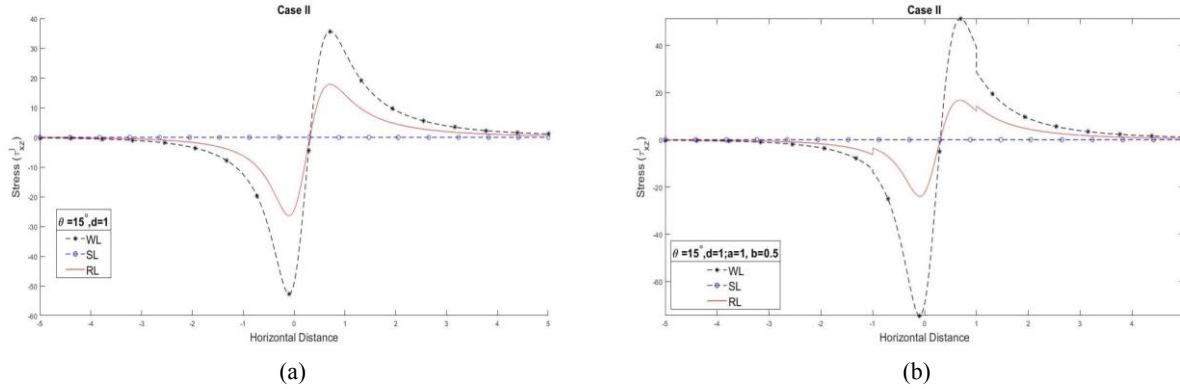 Case II
40
30
20
10
0
-10
-20
-30
-40
-50
-60
Stress (τ^I_xz)
θ =15°,d=1
WL
SL
RL
-5 -4 -3 -2 -1 0 1 2 3 4 5
Horizontal Distance
(a)
Case II
40
20
0
-20
-40
-60
Stress (τ^I_xz)
θ =15°,d=1;a=1, b=0.5
WL
SL
RL
-5 -4 -3 -2 -1 0 1 2 3 4
Horizontal Distance
(b)